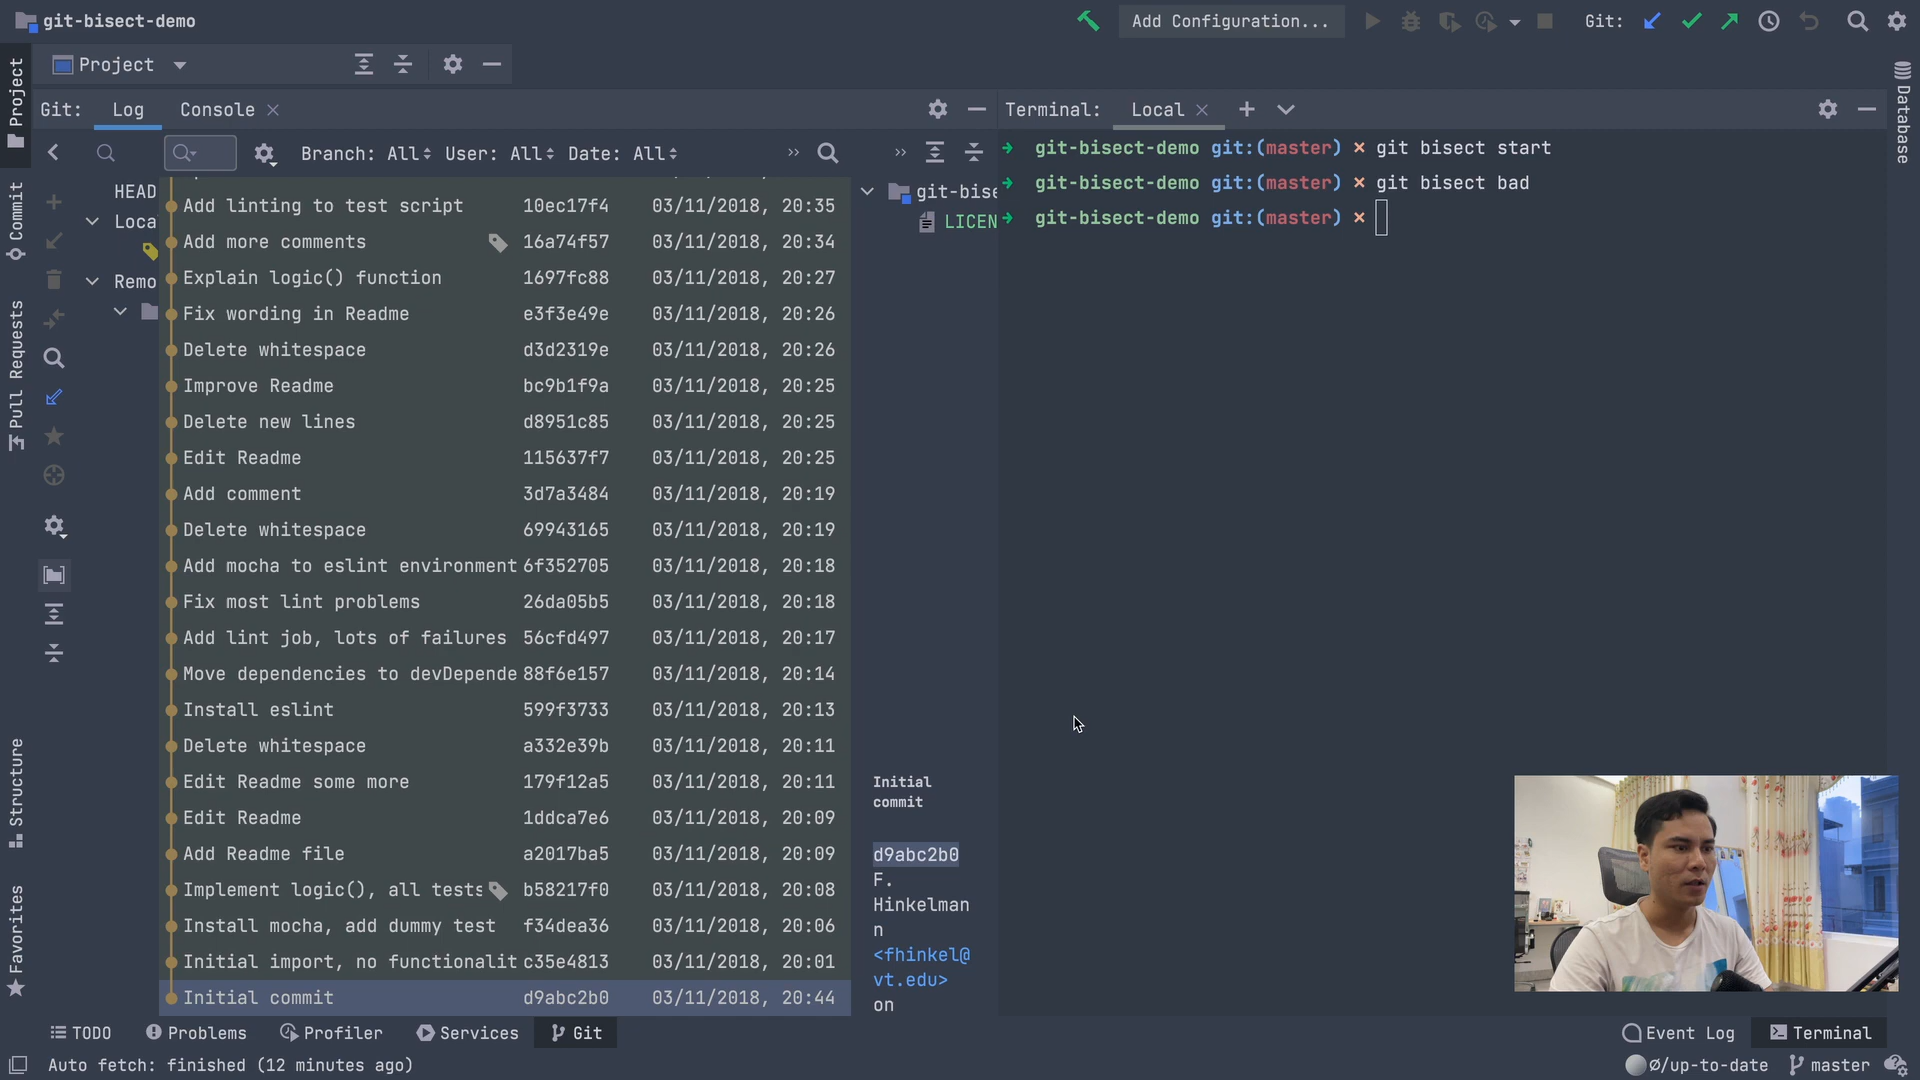 git-bisect-demo
Add Configuration...
Git:
Project
Git: Log Console
Terminal: Local
Branch: All User: All Date: All
HEAD
Loca
Remo
Add linting to test script 10ec17f4 03/11/2018, 20:35
Add more comments 16a74f57 03/11/2018, 20:34
Explain logic() function 1697fc88 03/11/2018, 20:27
Fix wording in Readme e3f3e49e 03/11/2018, 20:26
Delete whitespace d3d2319e 03/11/2018, 20:26
Improve Readme bc9b1f9a 03/11/2018, 20:25
Delete new lines d8951c85 03/11/2018, 20:25
Edit Readme 115637f7 03/11/2018, 20:25
Add comment 3d7a3484 03/11/2018, 20:19
Delete whitespace 69943165 03/11/2018, 20:19
Add mocha to eslint environment 6f352705 03/11/2018, 20:18
Fix most lint problems 26da05b5 03/11/2018, 20:18
Add lint job, lots of failures 56cfd497 03/11/2018, 20:17
Move dependencies to devDepende 88f6e157 03/11/2018, 20:14
Install eslint 599f3733 03/11/2018, 20:13
Delete whitespace a332e39b 03/11/2018, 20:11
Edit Readme some more 179f12a5 03/11/2018, 20:11
Edit Readme 1ddca7e6 03/11/2018, 20:09
Add Readme file a2017ba5 03/11/2018, 20:09
Implement logic(), all tests b58217f0 03/11/2018, 20:08
Install mocha, add dummy test f34dea36 03/11/2018, 20:06
Initial import, no functionalit c35e4813 03/11/2018, 20:01
Initial commit d9abc2b0 03/11/2018, 20:44
git-bise
LICEN
Initial
commit
d9abc2b0
F.
Hinkelman
n
<fhinkel@
vt.edu>
on
git-bisect-demo git:(master) × git bisect start
git-bisect-demo git:(master) × git bisect bad
git-bisect-demo git:(master) ×
Project
Commit
Pull Requests
Structure
Favorites
Database
TODO Problems Profiler Services Git
Event Log Terminal
Auto fetch: finished (12 minutes ago)
Ø/up-to-date master